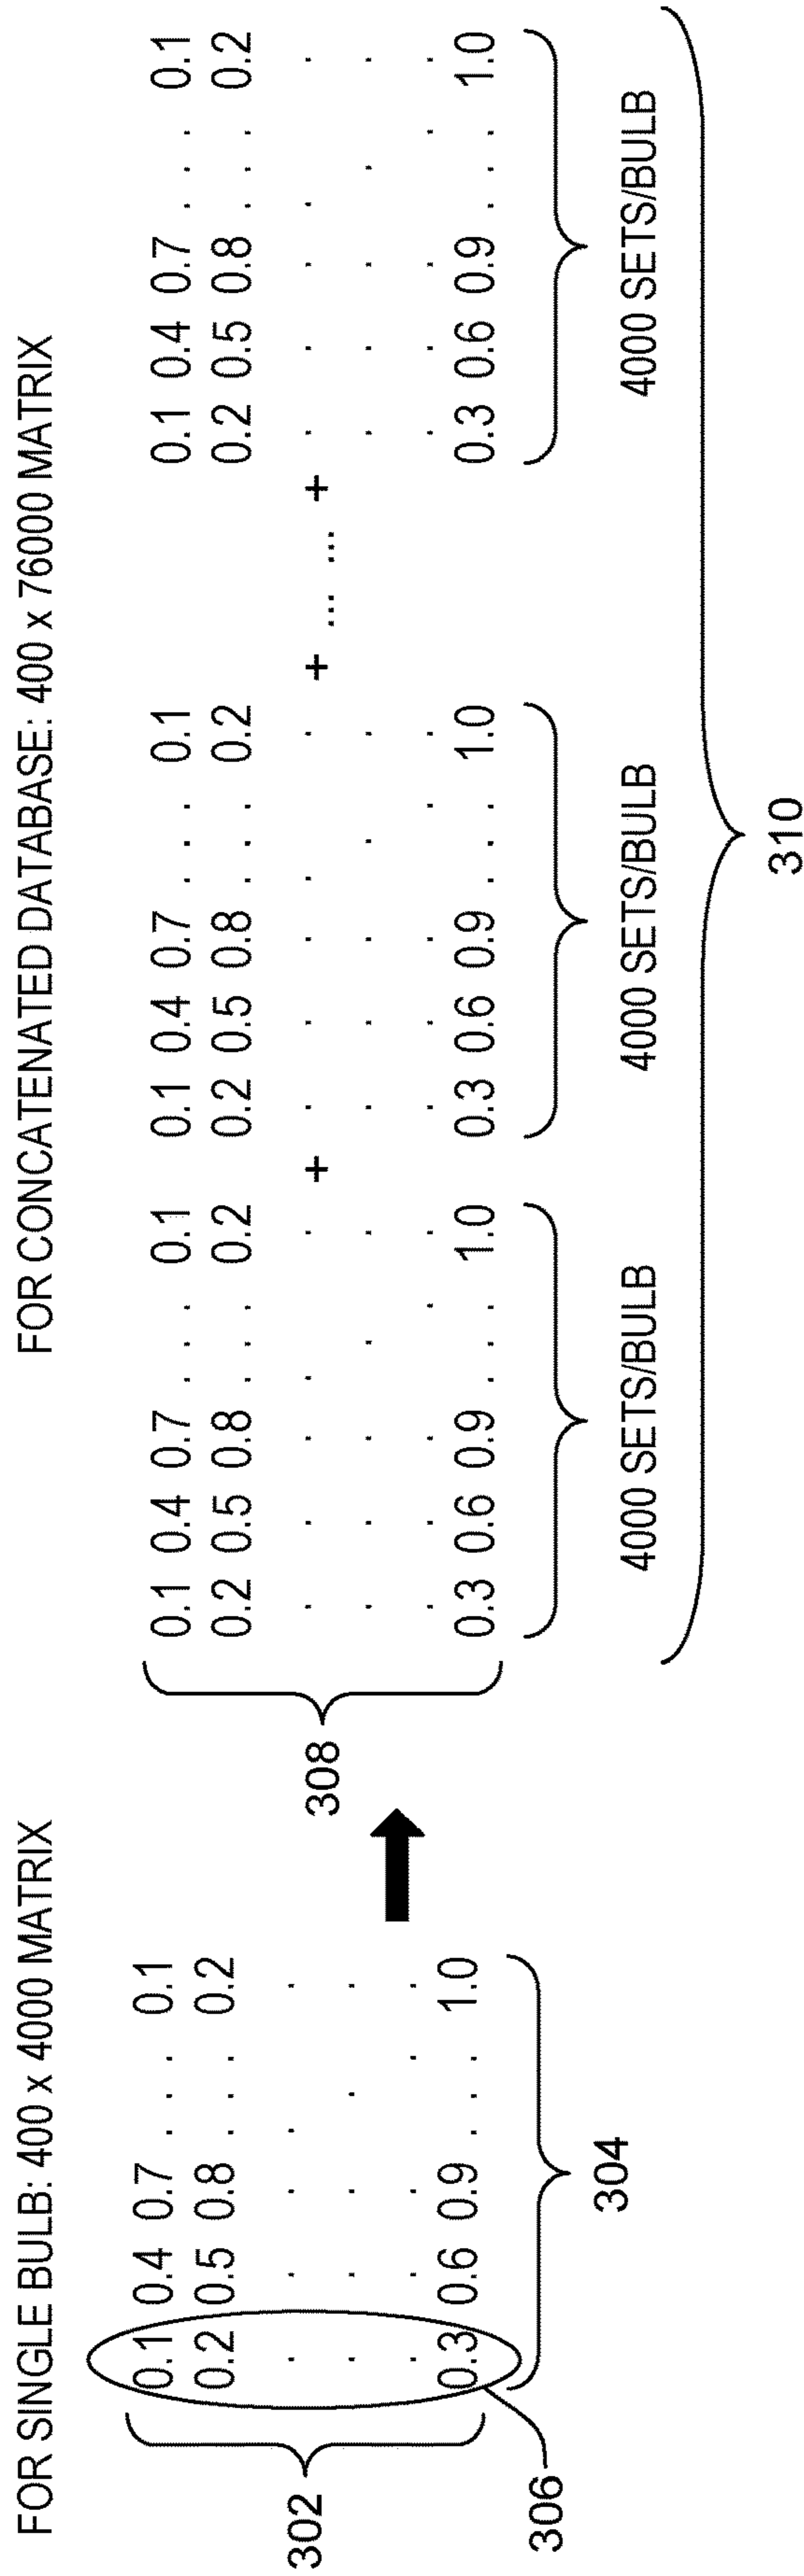 FOR SINGLE BULB: 400 x 4000 MATRIX
302
0.1 0.4 0.7 . . . 0.1
0.2 0.5 0.8 . . . 0.2
. . . . .
. . . . .
. . . . .
0.3 0.6 0.9 . . . 1.0
306
304
FOR CONCATENATED DATABASE: 400 x 76000 MATRIX
308
0.1 0.4 0.7 . . . 0.1 0.1 0.4 0.7 . . . 0.1 0.1 0.4 0.7 . . . 0.1
0.2 0.5 0.8 . . . 0.2 0.2 0.5 0.8 . . . 0.2 0.2 0.5 0.8 . . . 0.2
. . . . . + . . . . . + ... ... + . . . . .
. . . . . . . . . . . . . . .
. . . . . . . . . . . . . . .
0.3 0.6 0.9 . . . 1.0 0.3 0.6 0.9 . . . 1.0 0.3 0.6 0.9 . . . 1.0
4000 SETS/BULB 4000 SETS/BULB 4000 SETS/BULB
310